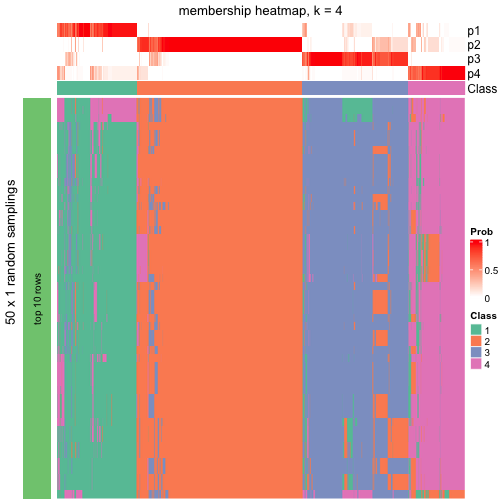 membership heatmap, k = 4
p1
p2
p3
p4
Class
50 x 1 random samplings
top 10 rows
Prob
1
0.5
0
Class
1
2
3
4